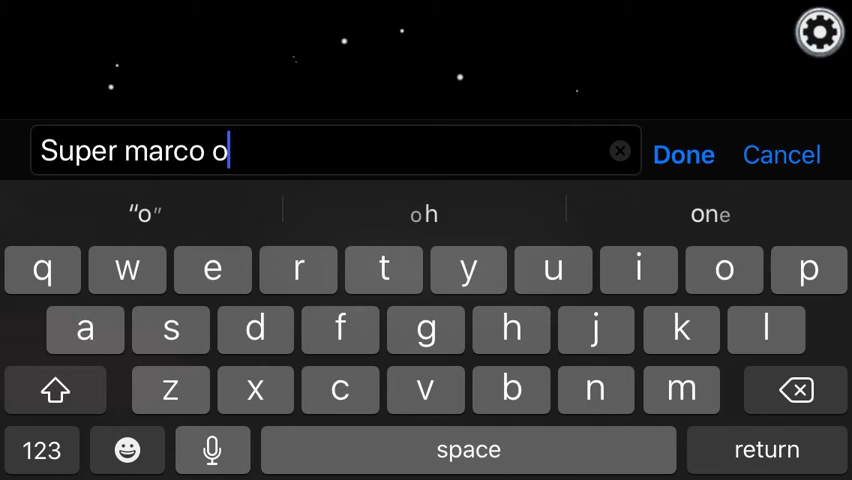 Super marco o
Done
Cancel
“o”
oh
one
q w e r t y u i o p
a s d f g h j k l
z x c v b n m
123
space
return